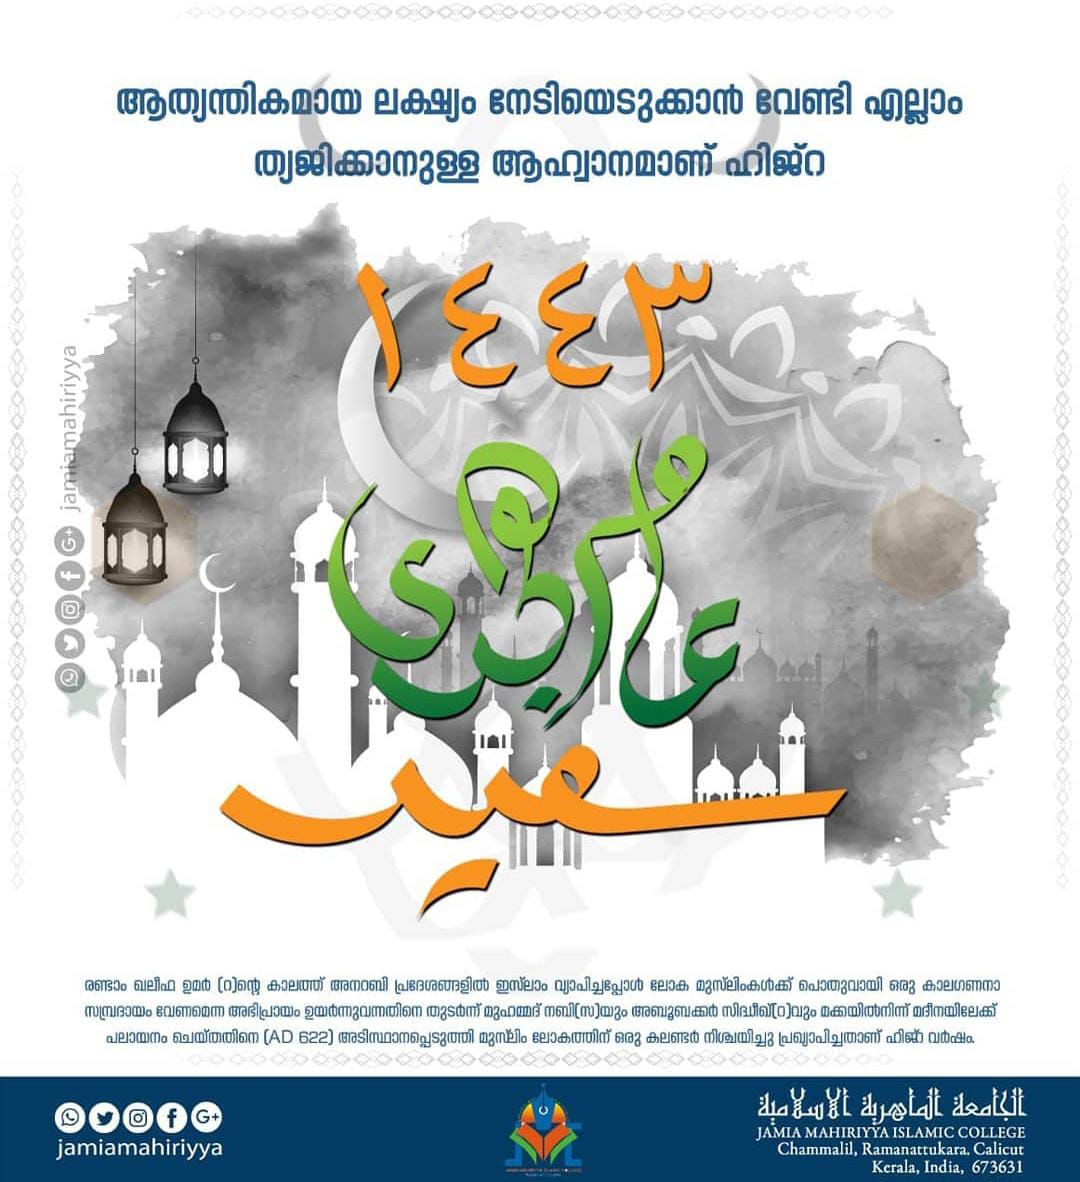 ആത്യന്തികമായ ലക്ഷ്യം നേടിയെടുക്കാൻ വേണ്ടി എല്ലാം
ത്യജിക്കാനുള്ള ആഹ്വാനമാണ് ഹിജ്റ
١٤٤٣
عام هجري
سعيد
jamiamahiriyya
രണ്ടാം ഖലീഫ ഉമർ (റ)ന്റെ കാലത്ത് അനറബി പ്രദേശങ്ങളിൽ ഇസ്‌ലാം വ്യാപിച്ചപ്പോൾ ലോക മുസ്‌ലിംകൾക്ക് പൊതുവായി ഒരു കാലഗണനാ
സമ്പ്രദായം വേണമെന്ന അഭിപ്രായം ഉയർന്നുവന്നതിനെ തുടർന്ന് മുഹമ്മദ് നബി(സ)യും അബൂബക്കർ സിദ്ധീഖ്(റ)വും മക്കയിൽനിന്ന് മദീനയിലേക്ക്
പലായനം ചെയ്തതിനെ (AD 622) അടിസ്ഥാനപ്പെടുത്തി മുസ്‌ലിം ലോകത്തിന് ഒരു കലണ്ടർ നിശ്ചയിച്ചു പ്രഖ്യാപിച്ചതാണ് ഹിജ്റ വർഷം.
jamiamahiriyya
الجامعة الماهرية الاسلامية
JAMIA MAHIRIYYA ISLAMIC COLLEGE
Chammalil, Ramanattukara. Calicut
Kerala, India, 673631